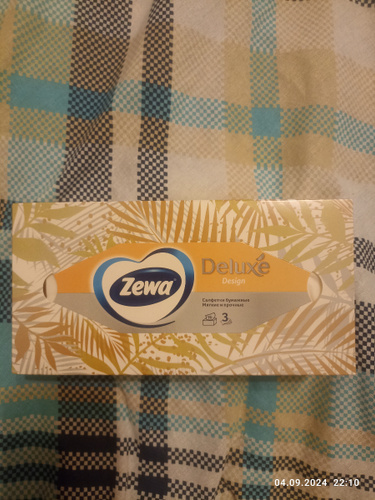 Zewa
Deluxe
Design
Салфетки бумажные
Мягкие и прочные
3
04.09.2024 22:10